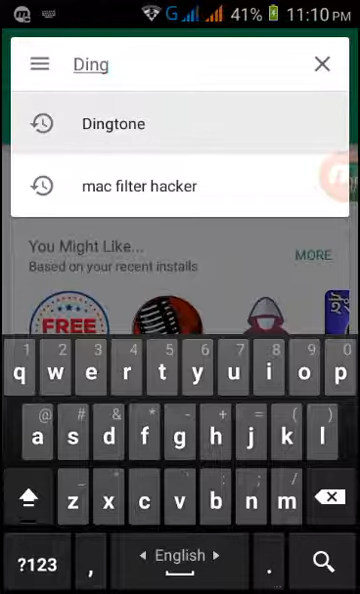 G 41% 11:10 PM
Ding
Dingtone
mac filter hacker
You Might Like...
MORE
Based on your recent installs
FREE
1 2 3 4 5 6 7 8 9 0
q w e r t y u i o p
@ # & * - + = ( )
a s d f g h j k l
z x c v b n m
?123 , English .